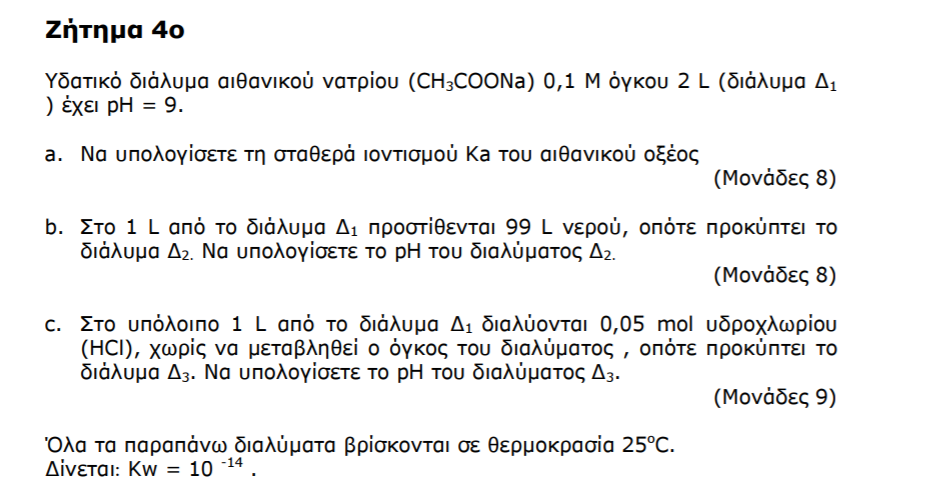 Ζήτημα 4ο
Υδατικό διάλυμα αιθανικού νατρίου (CH₃COONa) 0,1 M όγκου 2 L (διάλυμα Δ₁
) έχει pH = 9.
a. Να υπολογίσετε τη σταθερά ιοντισμού Ka του αιθανικού οξέος
(Μονάδες 8)
b. Στο 1 L από το διάλυμα Δ₁ προστίθενται 99 L νερού, οπότε προκύπτει το
διάλυμα Δ₂. Να υπολογίσετε το pH του διαλύματος Δ₂.
(Μονάδες 8)
c. Στο υπόλοιπο 1 L από το διάλυμα Δ₁ διαλύονται 0,05 mol υδροχλωρίου
(HCl), χωρίς να μεταβληθεί ο όγκος του διαλύματος , οπότε προκύπτει το
διάλυμα Δ₃. Να υπολογίσετε το pH του διαλύματος Δ₃.
(Μονάδες 9)
Όλα τα παραπάνω διαλύματα βρίσκονται σε θερμοκρασία 25°C.
Δίνεται: Kw = 10 ⁻¹⁴ .